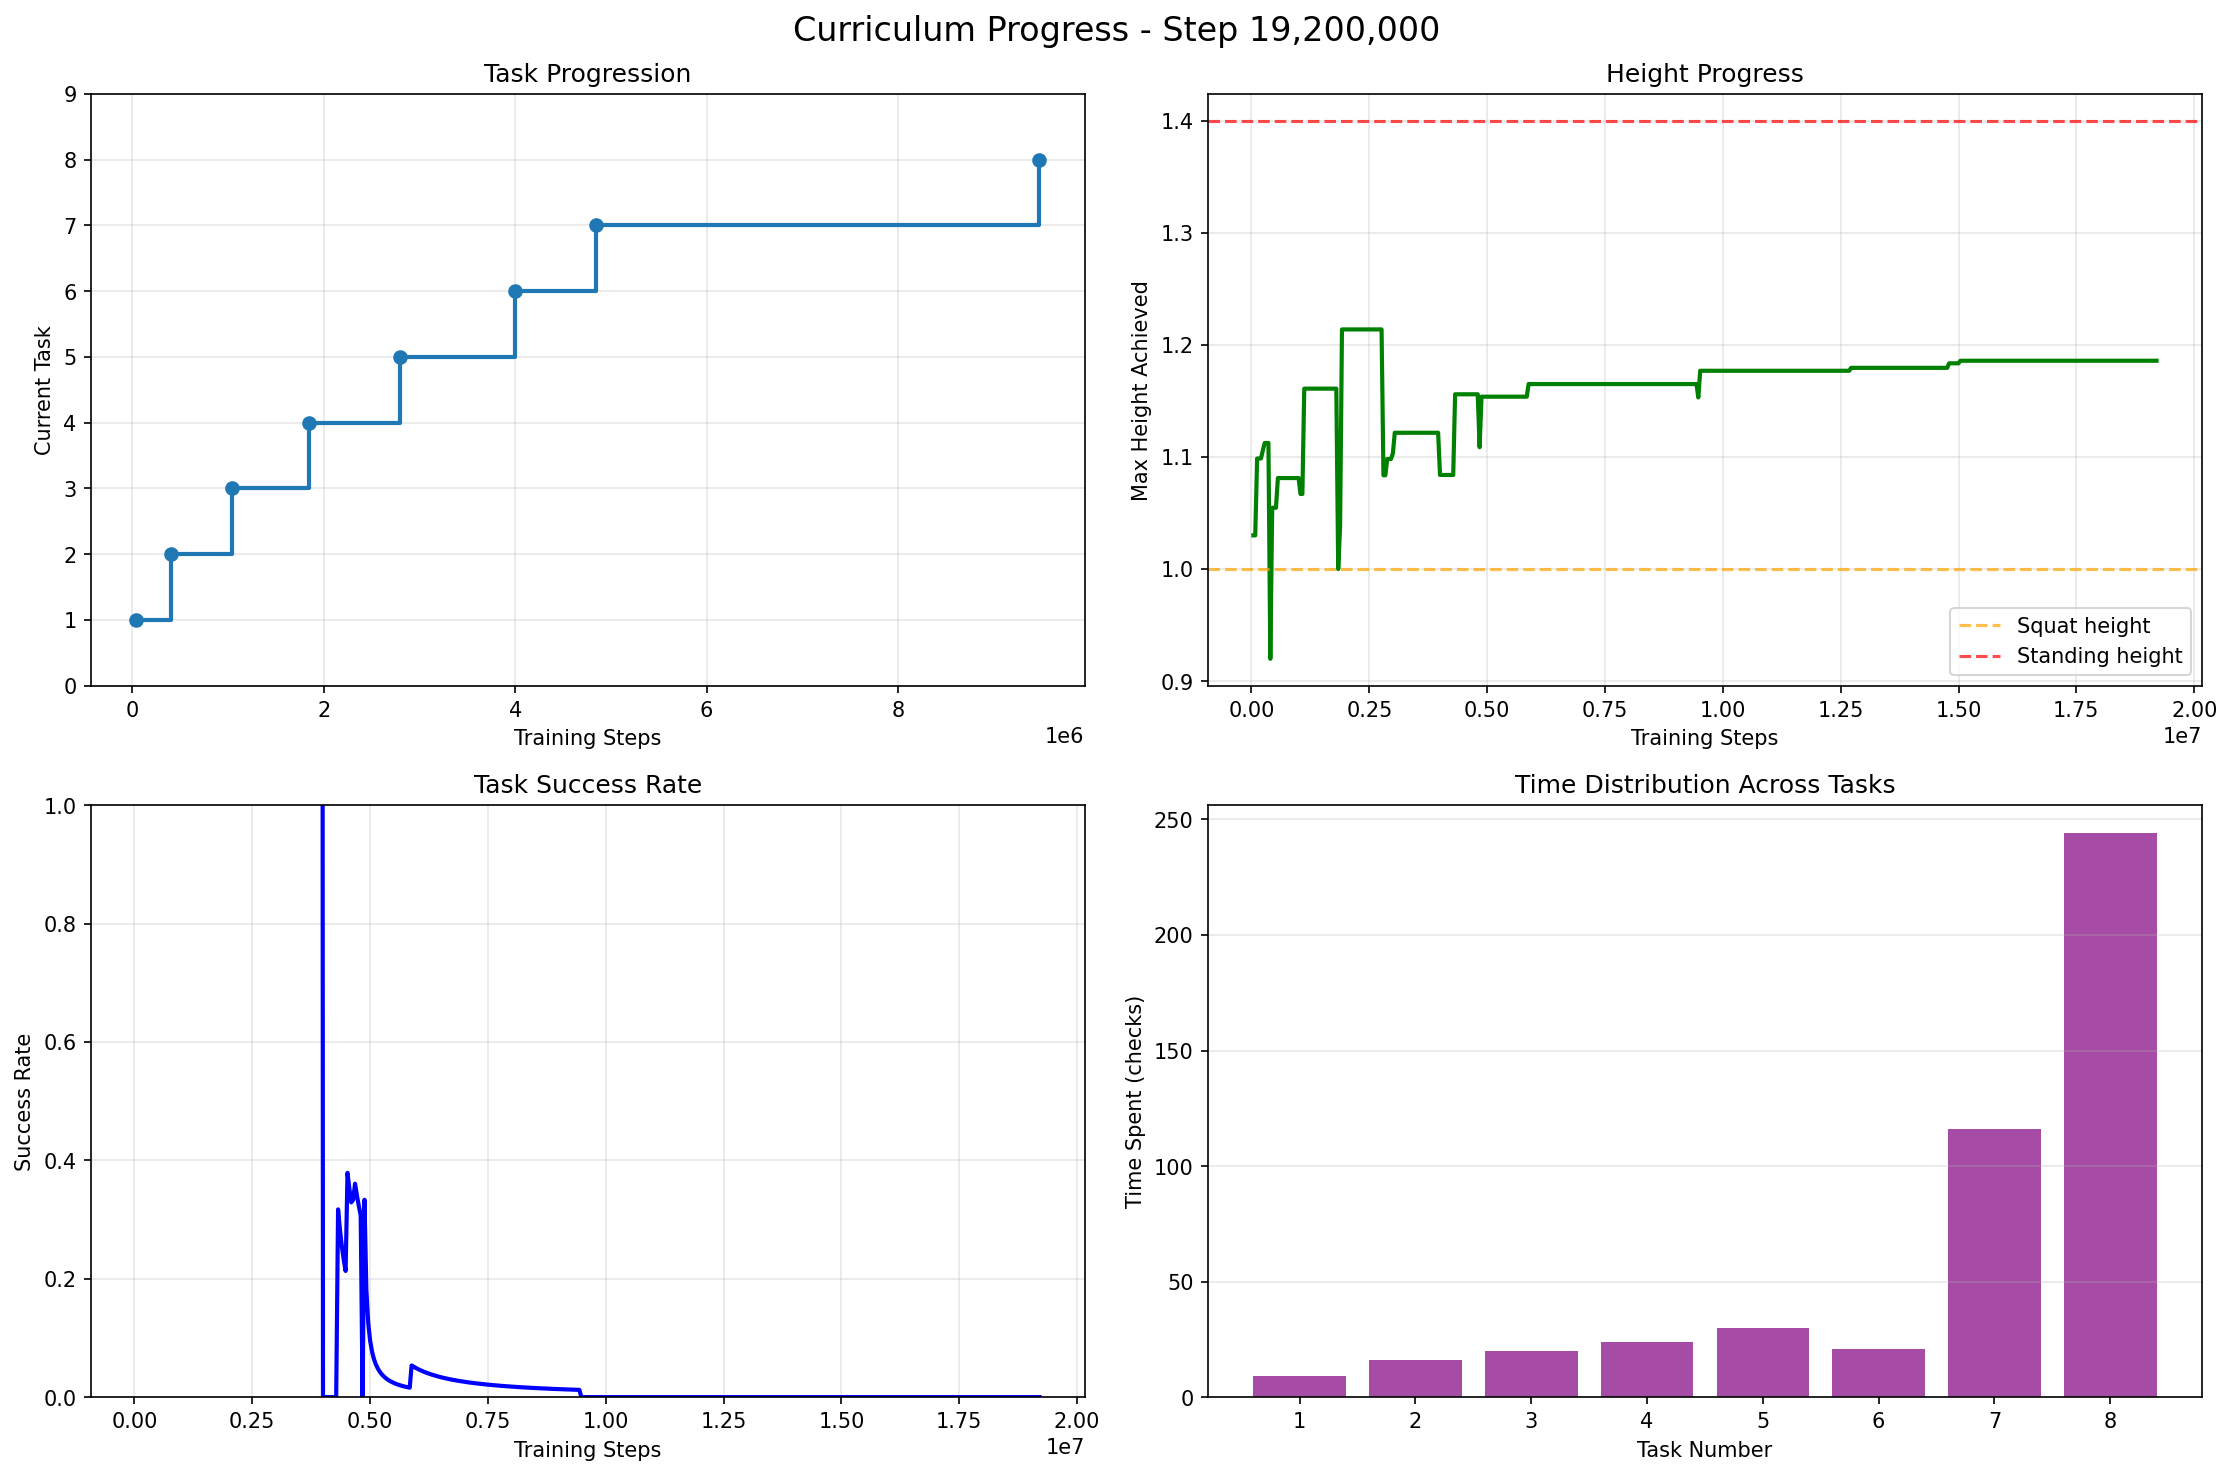 Curriculum Progress - Step 19,200,000
Task Progression
9
8
7
6
5
4
3
2
1
0
Current Task
0 2 4 6 8
1e6
Training Steps
Height Progress
1.4
1.3
1.2
1.1
1.0
0.9
Max Height Achieved
Squat height
Standing height
0.00 0.25 0.50 0.75 1.00 1.25 1.50 1.75 2.00
1e7
Training Steps
Task Success Rate
1.0
0.8
0.6
0.4
0.2
0.0
Success Rate
0.00 0.25 0.50 0.75 1.00 1.25 1.50 1.75 2.00
1e7
Training Steps
Time Distribution Across Tasks
250
200
150
100
50
0
Time Spent (checks)
1 2 3 4 5 6 7 8
Task Number